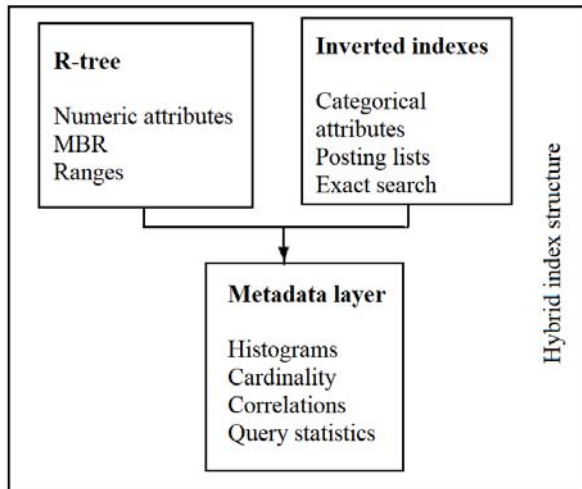 R-tree
Numeric attributes
MBR
Ranges
Inverted indexes
Categorical
attributes
Posting lists
Exact search
Metadata layer
Histograms
Cardinality
Correlations
Query statistics
Hybrid index structure